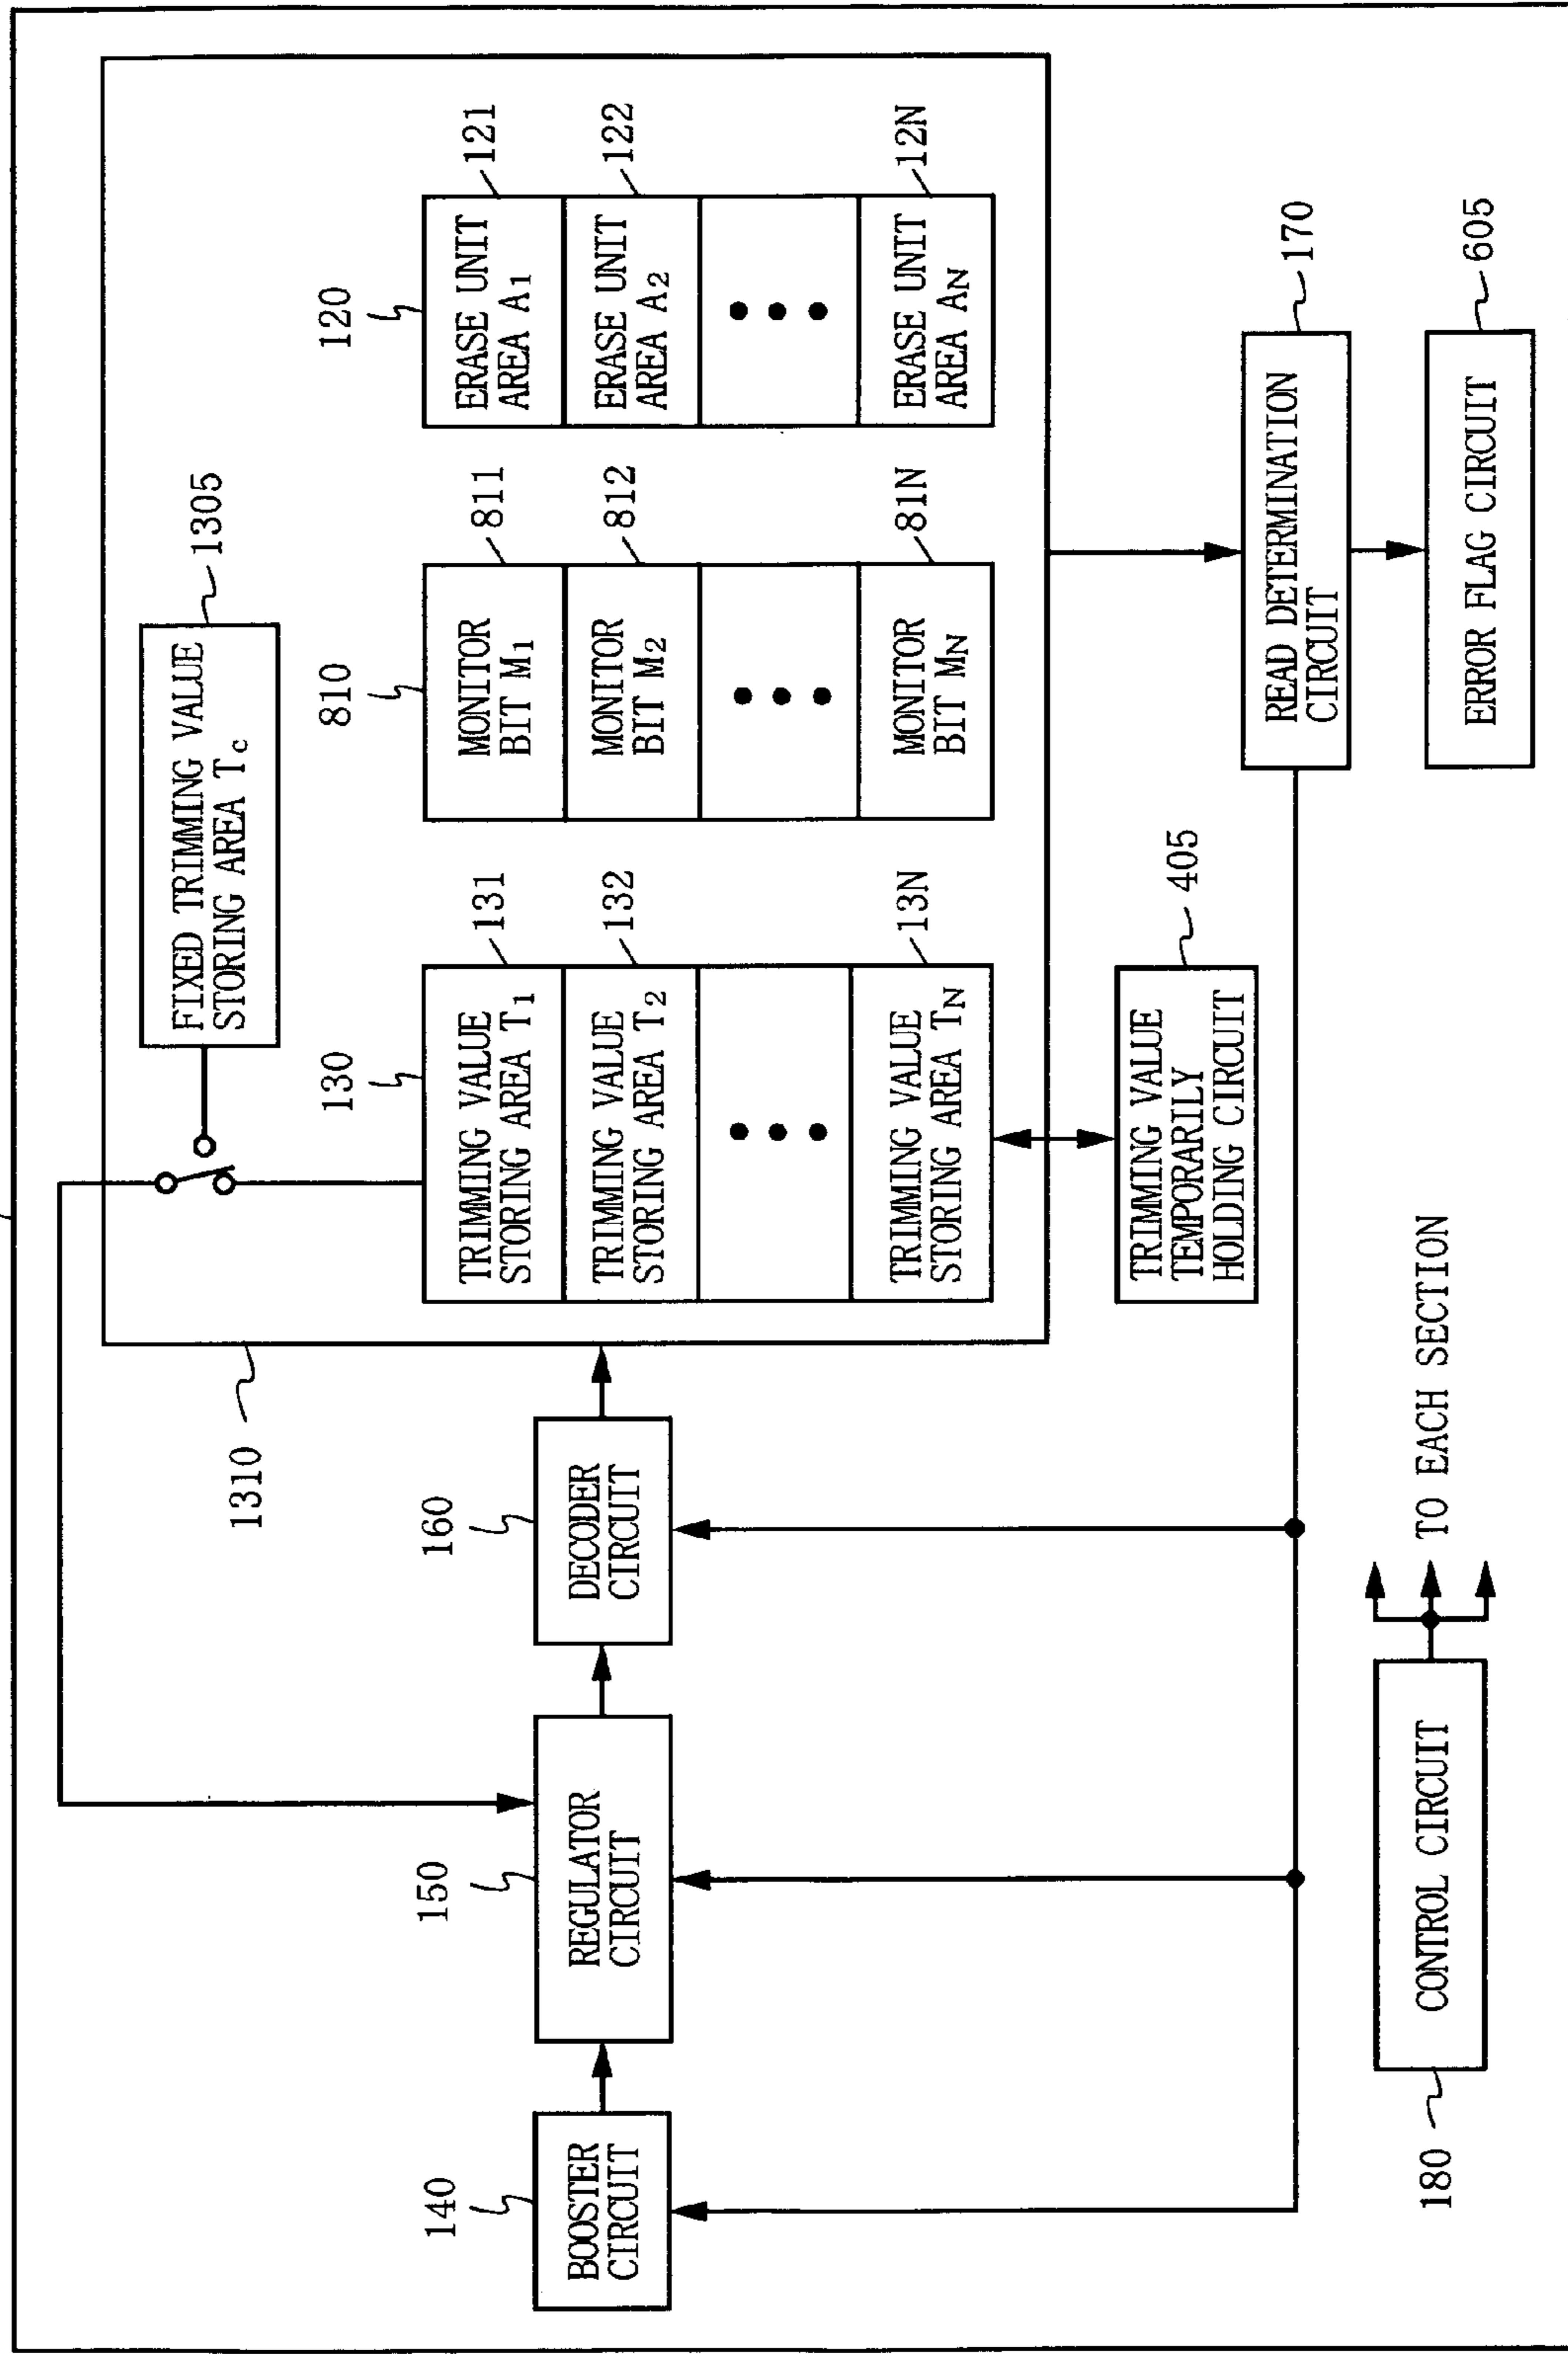 1310
FIXED TRIMMING VALUE
STORING AREA Tc
1305
130
TRIMMING VALUE
STORING AREA T1
131
TRIMMING VALUE
STORING AREA T2
132
TRIMMING VALUE
STORING AREA TN
13N
810
MONITOR
BIT M1
811
MONITOR
BIT M2
812
MONITOR
BIT MN
81N
120
ERASE UNIT
AREA A1
121
ERASE UNIT
AREA A2
122
ERASE UNIT
AREA AN
12N
140
BOOSTER
CIRCUIT
150
REGULATOR
CIRCUIT
160
DECODER
CIRCUIT
TRIMMING VALUE
TEMPORARILY
HOLDING CIRCUIT
405
READ DETERMINATION
CIRCUIT
170
ERROR FLAG CIRCUIT
605
180
CONTROL CIRCUIT
TO EACH SECTION